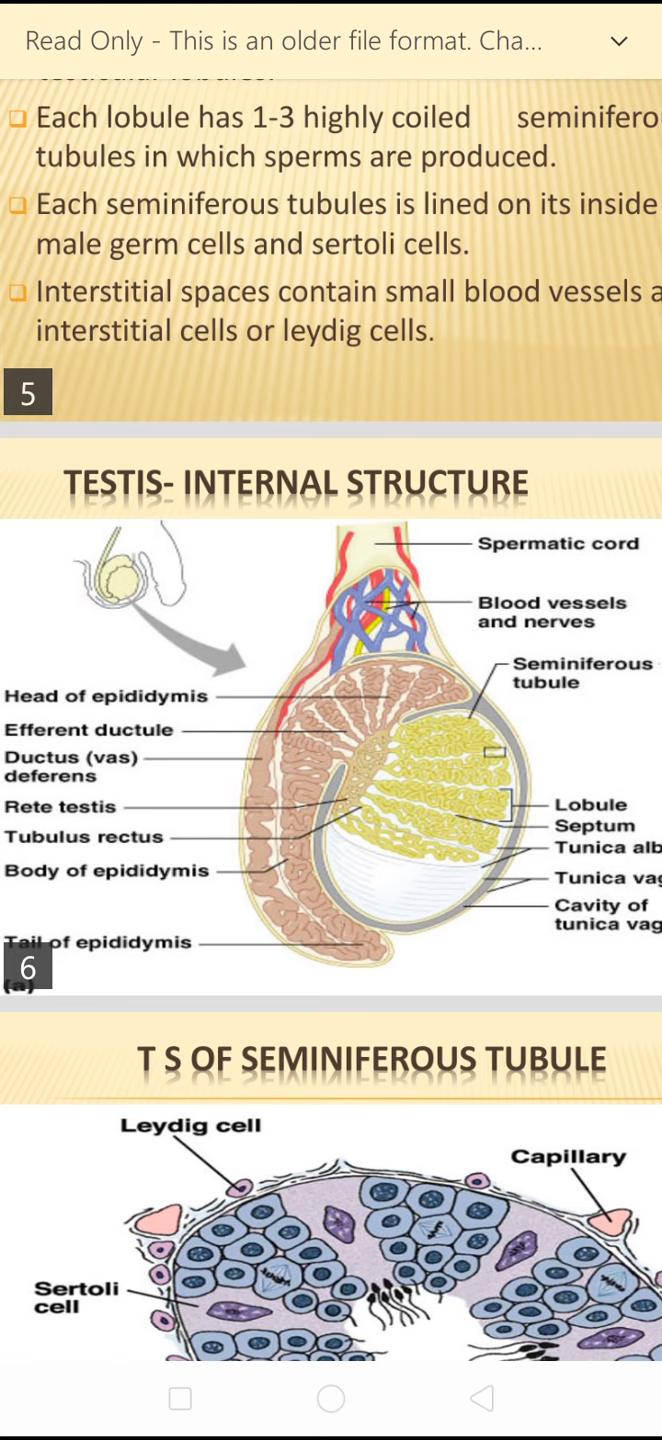 Read Only - This is an older file format. Cha...
Each lobule has 1-3 highly coiled seminifero
tubules in which sperms are produced.
Each seminiferous tubules is lined on its inside
male germ cells and sertoli cells.
Interstitial spaces contain small blood vessels a
interstitial cells or leydig cells.
5
TESTIS- INTERNAL STRUCTURE
Spermatic cord
Blood vessels
and nerves
Seminiferous
tubule
Head of epididymis
Efferent ductule
Ductus (vas)
deferens
Rete testis
Tubulus rectus
Body of epididymis
Tail of epididymis
Lobule
Septum
Tunica alb
Tunica vag
Cavity of
tunica vag
6
(a)
T S OF SEMINIFEROUS TUBULE
Leydig cell
Capillary
Sertoli
cell